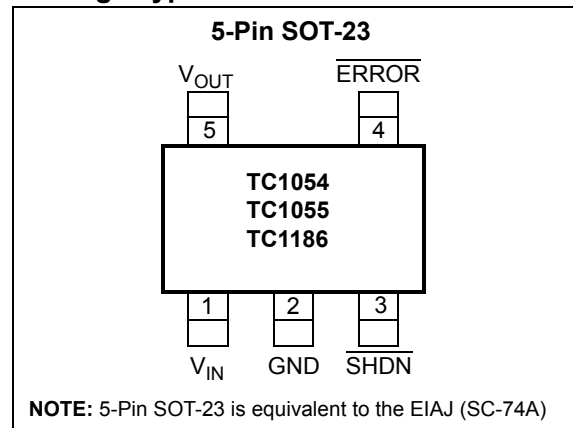 5-Pin SOT-23
VOUT ERROR
5 4
TC1054
TC1055
TC1186
1 2 3
VIN GND SHDN
NOTE: 5-Pin SOT-23 is equivalent to the EIAJ (SC-74A)